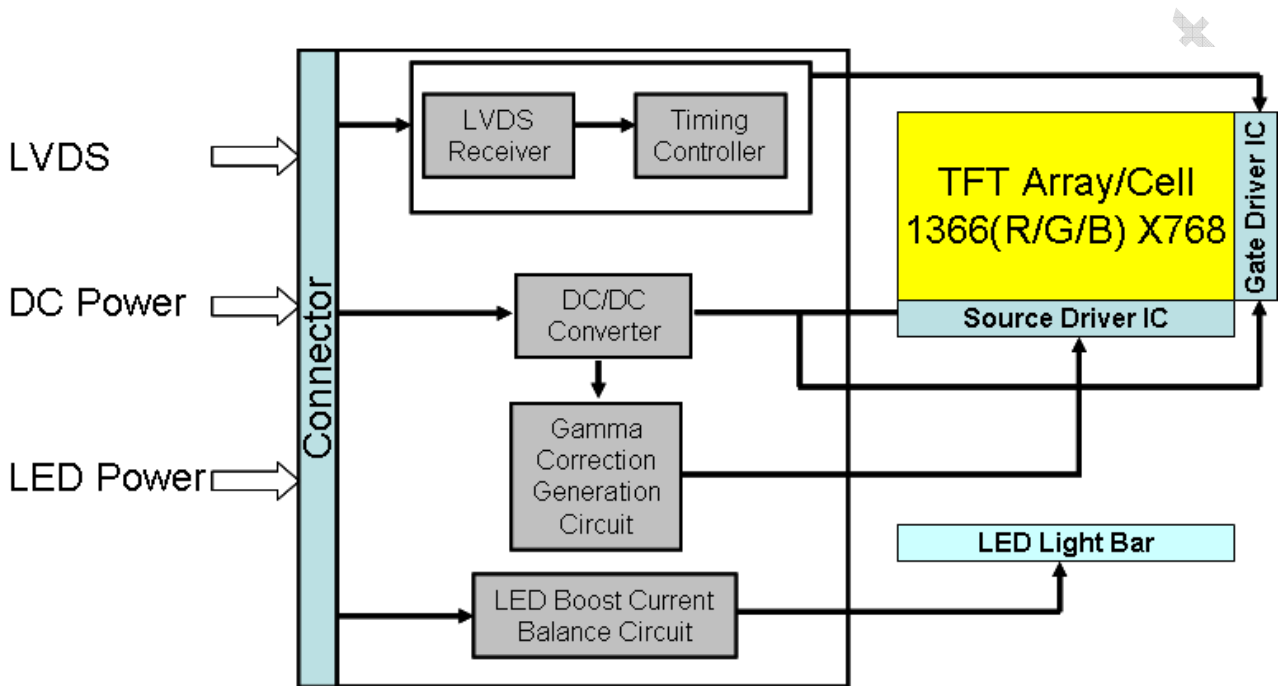 LVDS
DC Power
LED Power
Connector
LVDS
Receiver
Timing
Controller
DC/DC
Converter
Gamma
Correction
Generation
Circuit
LED Boost Current
Balance Circuit
TFT Array/Cell
1366(R/G/B) X768
Gate Driver IC
Source Driver IC
LED Light Bar